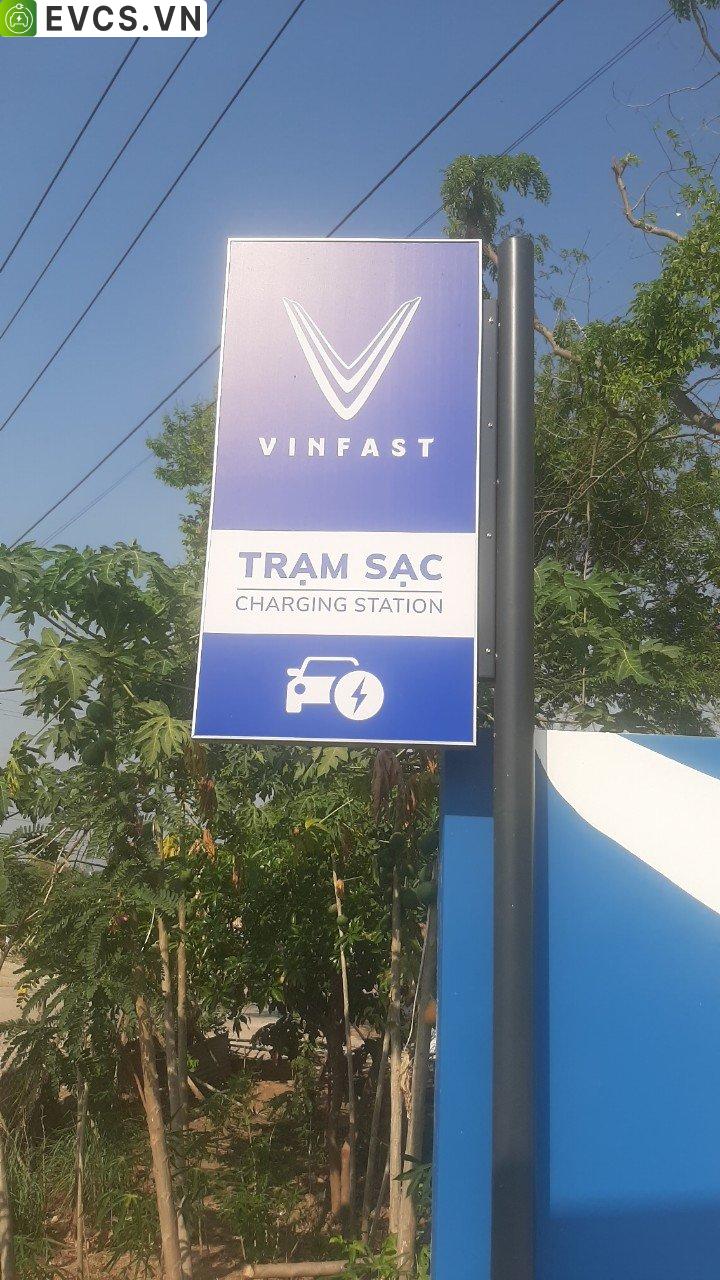 EVCS.VN
VINFAST
TRẠM SẠC
CHARGING STATION